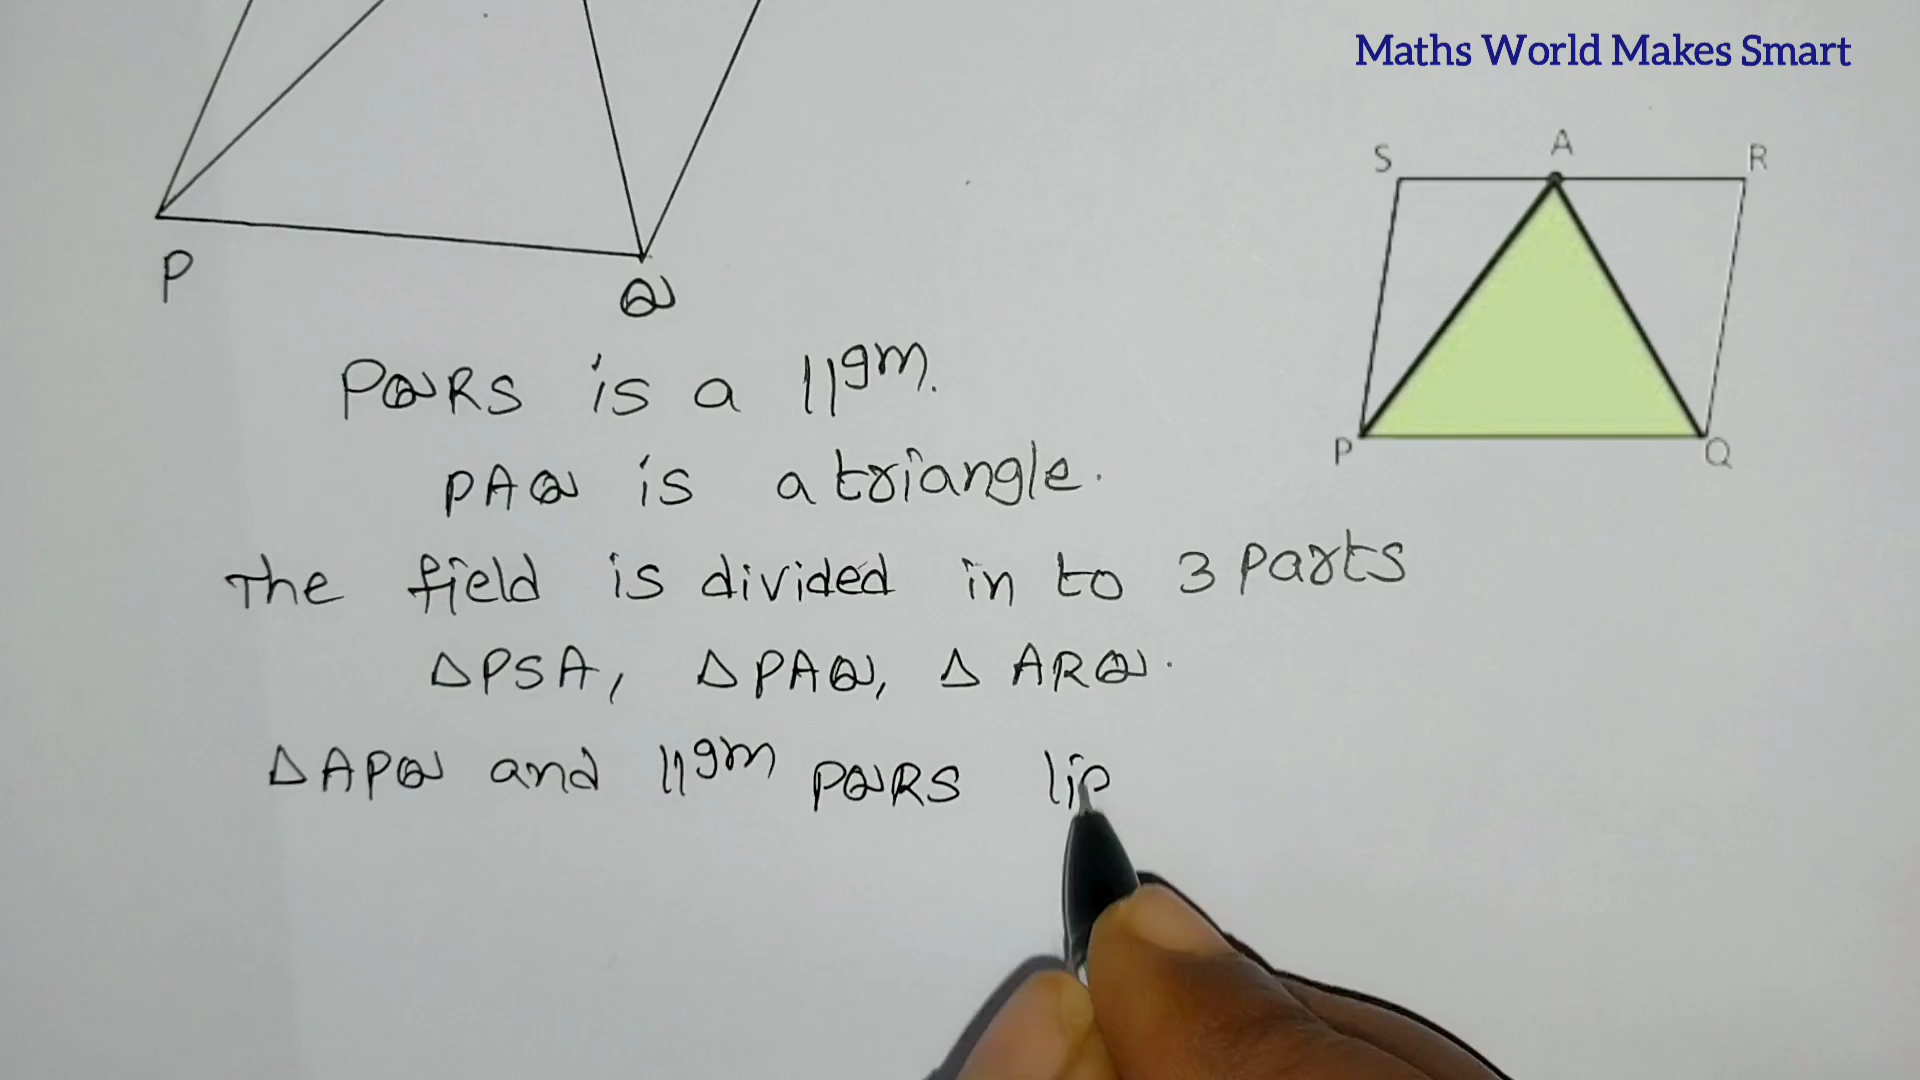 Maths World Makes Smart
S A R
P Q
P
Q
PQRS is a ||gm.
PAQ is a triangle.
The field is divided in to 3 parts
ΔPSA, ΔPAQ, Δ ARQ.
ΔAPQ and ||gm PQRS lie